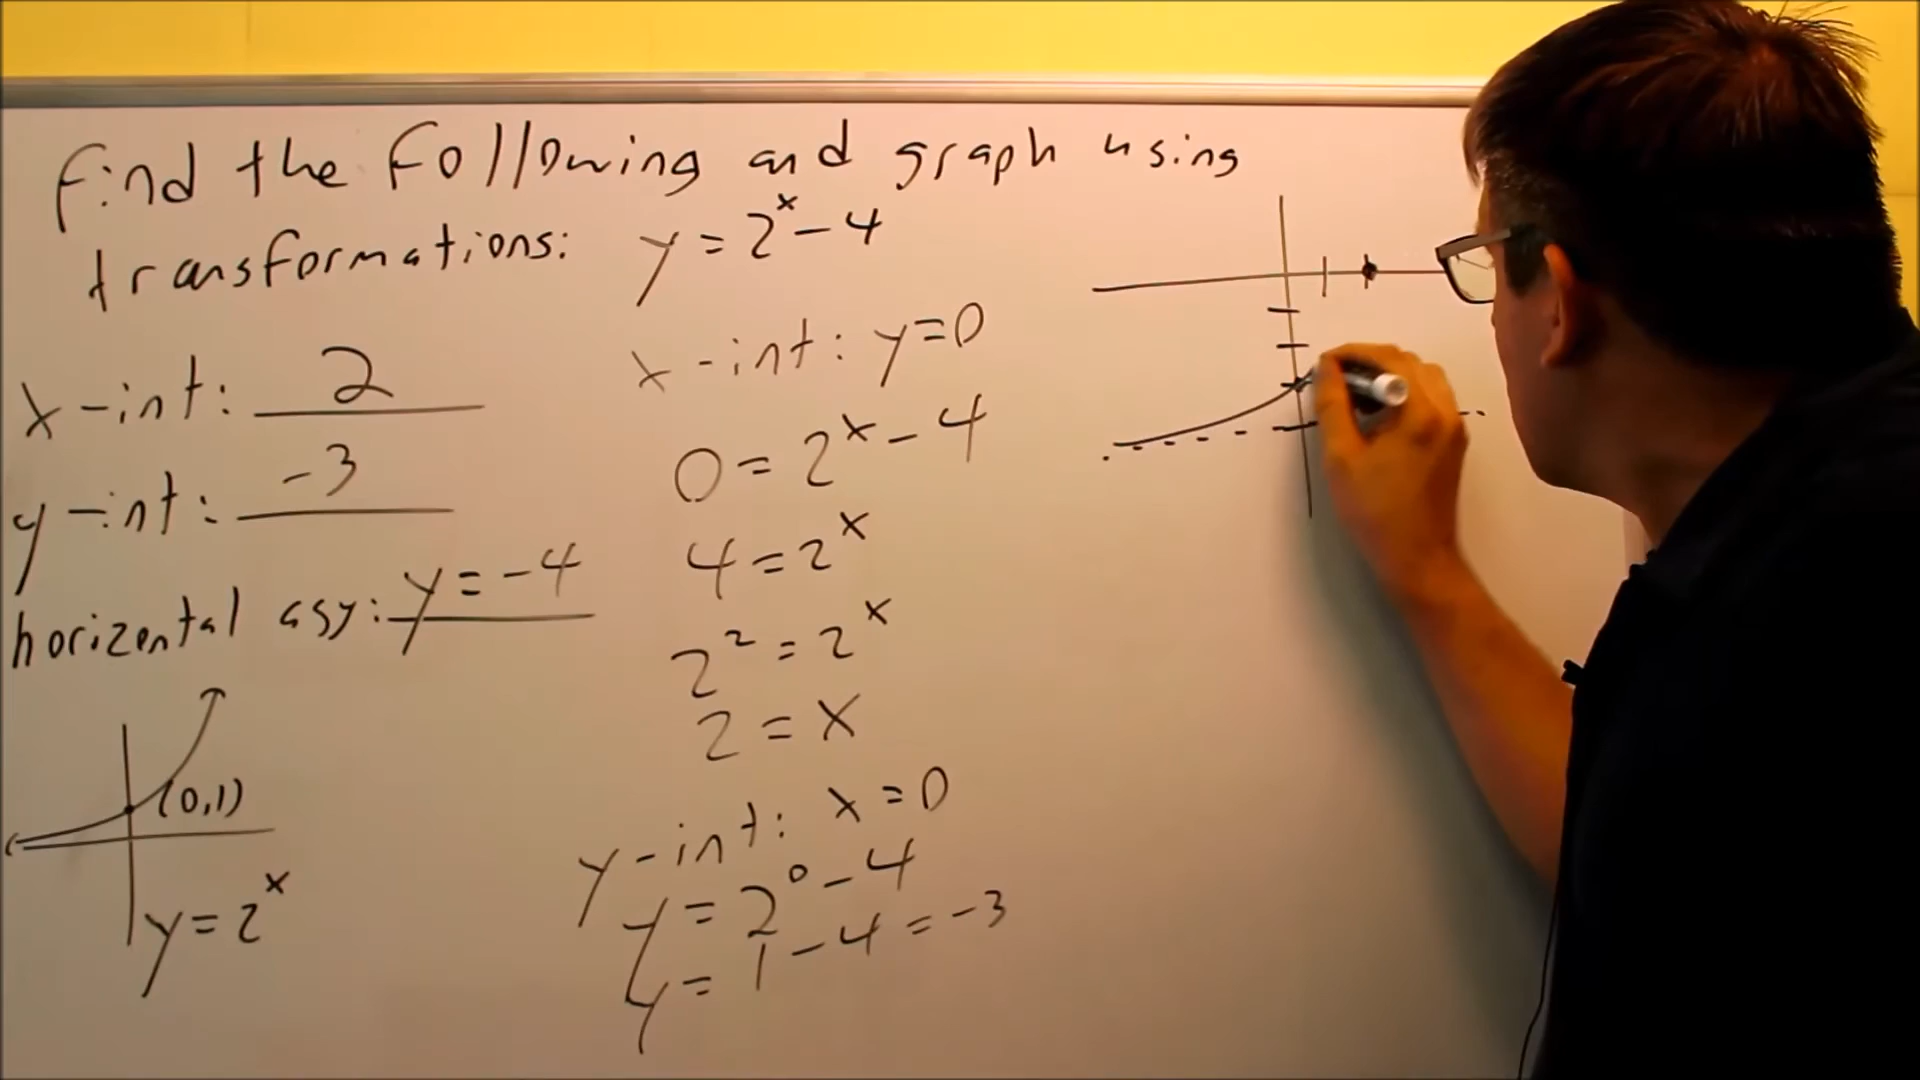 Find the following and graph using
transformations: y = 2^x - 4
x-int: 2
y-int: -3
horizontal asy: y = -4
(0,1)
y = 2^x
x-int: y=0
0 = 2^x - 4
4 = 2^x
2^2 = 2^x
2 = x
y-int: x = 0
y = 2^0 - 4
y = 1 - 4 = -3